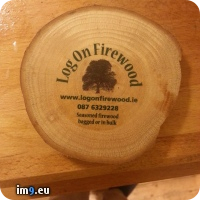 Log On Firewood
www.logonfirewood.ie
087 6329228
Seasoned firewood
bagged or in bulk
im9.eu